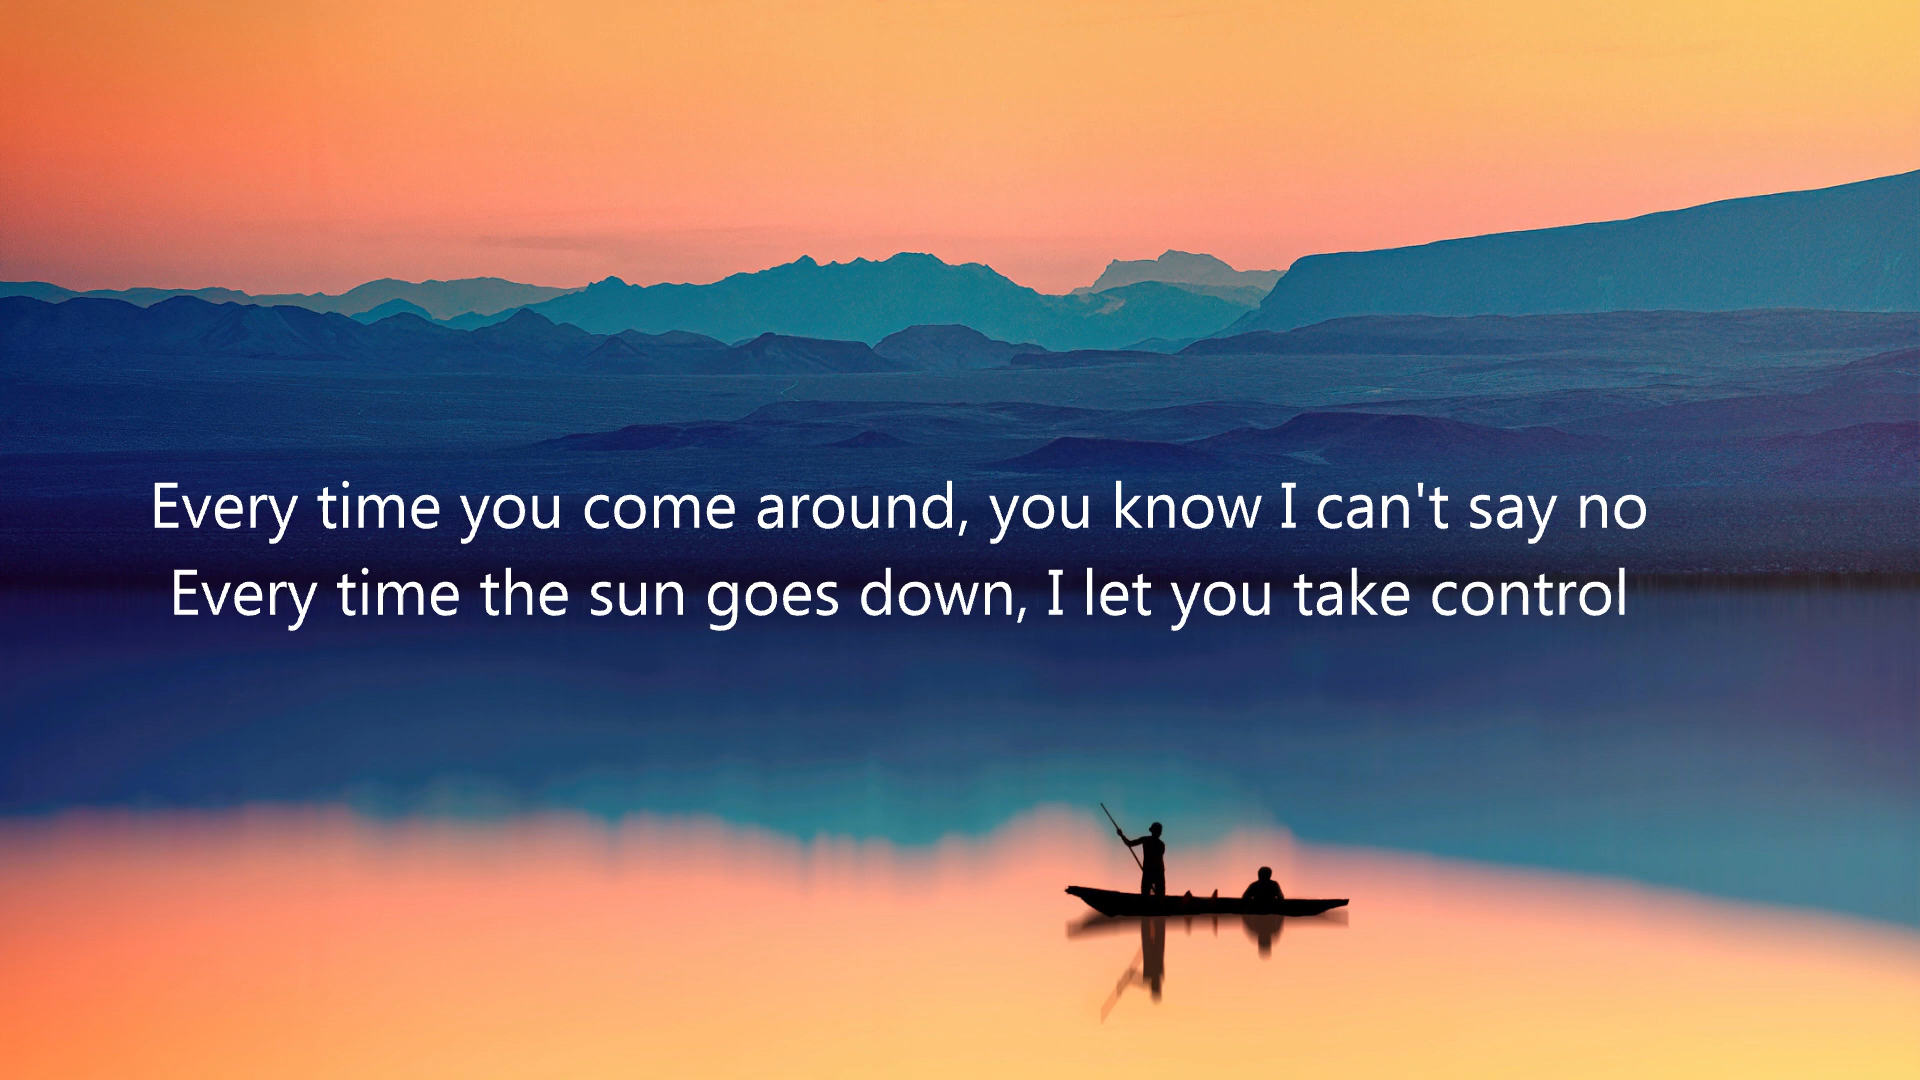 Every time you come around, you know I can't say no
Every time the sun goes down, I let you take control